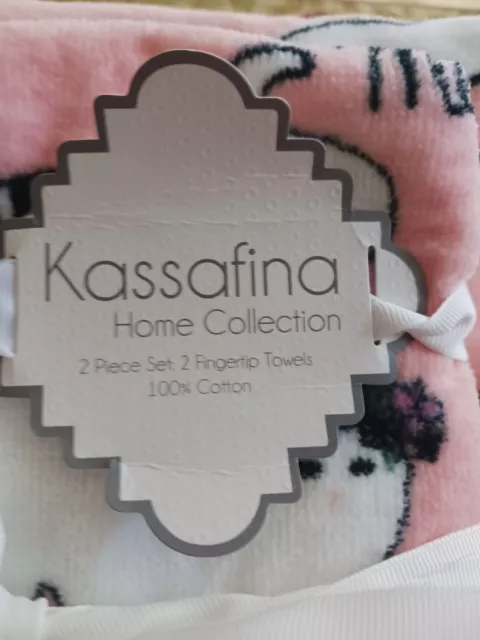 Kassafina
Home Collection
2 Piece Set: 2 Fingertip Towels
100% Cotton